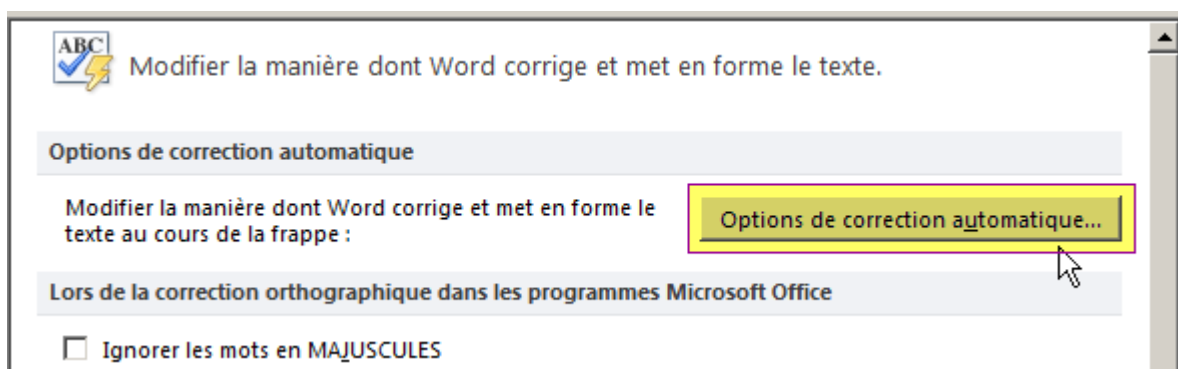 ABC
Modifier la manière dont Word corrige et met en forme le texte.
Options de correction automatique
Modifier la manière dont Word corrige et met en forme le
texte au cours de la frappe :
Options de correction automatique...
Lors de la correction orthographique dans les programmes Microsoft Office
Ignorer les mots en MAJUSCULES